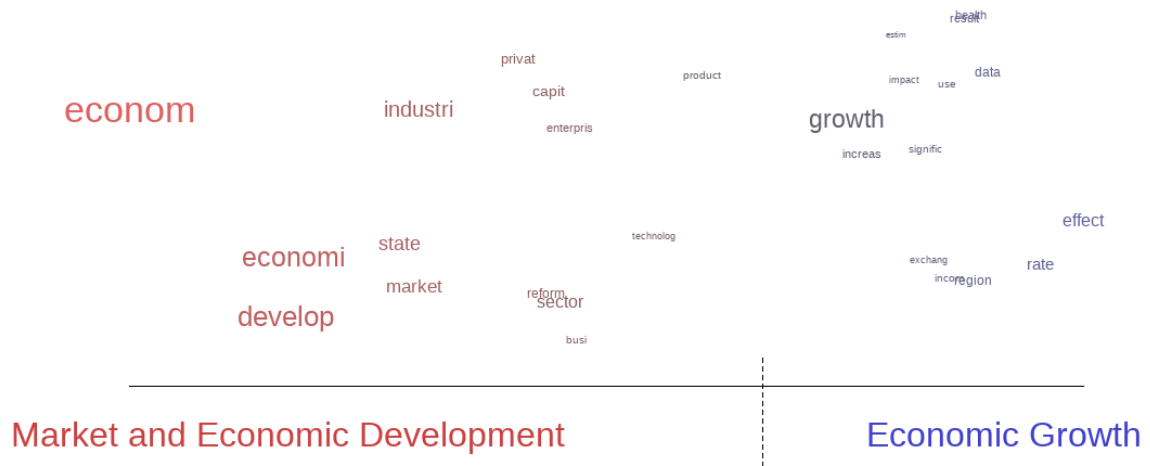 health
result
estim
privat
data
product
impact
use
capit
econom
industri
growth
enterpris
signific
increas
effect
technolog
state
economi
exchang
rate
incom
region
market
reform
sector
develop
busi
Market and Economic Development
Economic Growth